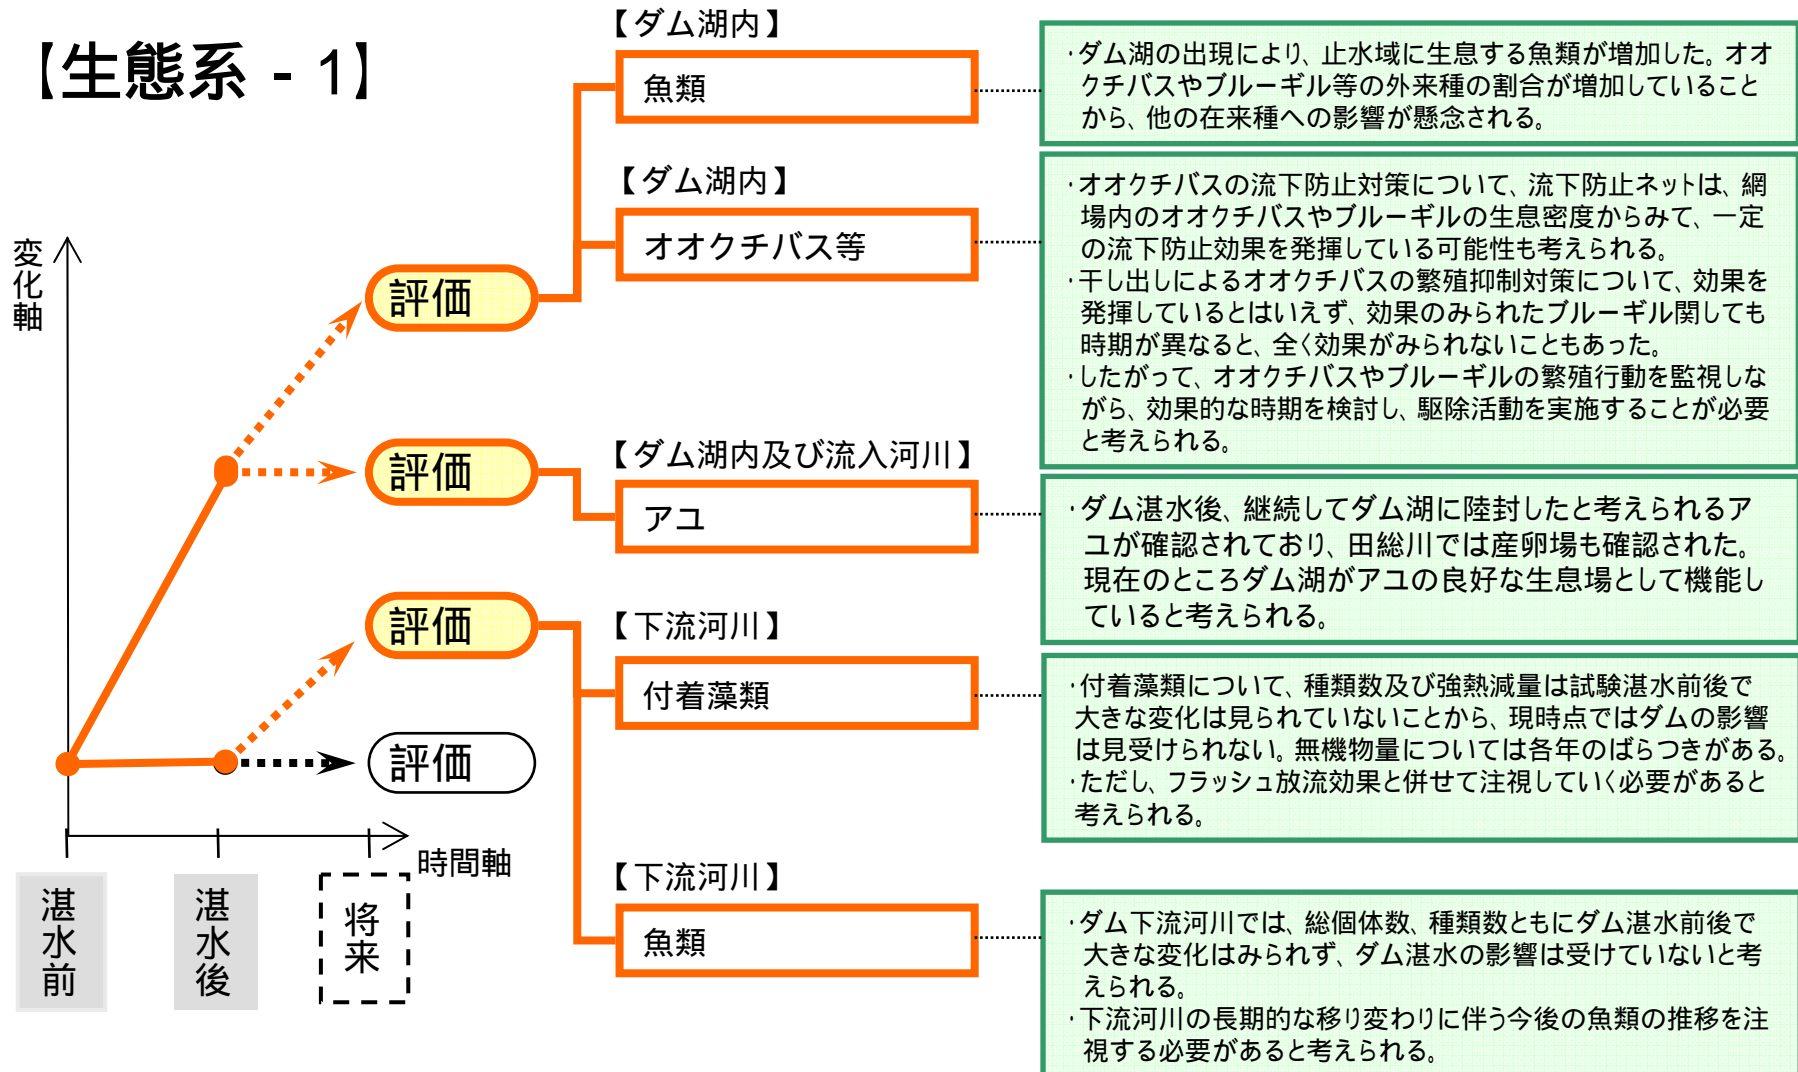 【生態系 - 1】
【ダム湖内】
魚類
・ダム湖の出現により、止水域に生息する魚類が増加した。オオ
クチバスやブルーギル等の外来種の割合が増加していること
から、他の在来種への影響が懸念される。
【ダム湖内】
オオクチバス等
・オオクチバスの流下防止対策について、流下防止ネットは、網
場内のオオクチバスやブルーギルの生息密度からみて、一定
の流下防止効果を発揮している可能性も考えられる。
・干し出しによるオオクチバスの繁殖抑制対策について、効果を
発揮しているとはいえず、効果のみられたブルーギル関しても
時期が異なると、全く効果がみられないこともあった。
・したがって、オオクチバスやブルーギルの繁殖行動を監視しな
がら、効果的な時期を検討し、駆除活動を実施することが必要
と考えられる。
【ダム湖内及び流入河川】
アユ
・ダム湛水後、継続してダム湖に陸封したと考えられるア
ユが確認されており、田総川では産卵場も確認された。
現在のところダム湖がアユの良好な生息場として機能し
ていると考えられる。
【下流河川】
付着藻類
・付着藻類について、種類数及び強熱減量は試験湛水前後で
大きな変化は見られていないことから、現時点ではダムの影響
は見受けられない。無機物量については各年のばらつきがある。
・ただし、フラッシュ放流効果と併せて注視していく必要があると
考えられる。
【下流河川】
魚類
・ダム下流河川では、総個体数、種類数ともにダム湛水前後で
大きな変化はみられず、ダム湛水の影響は受けていないと考
えられる。
・下流河川の長期的な移り変わりに伴う今後の魚類の推移を注
視する必要があると考えられる。
変化軸
評価
評価
評価
評価
時間軸
湛水前
湛水後
将来